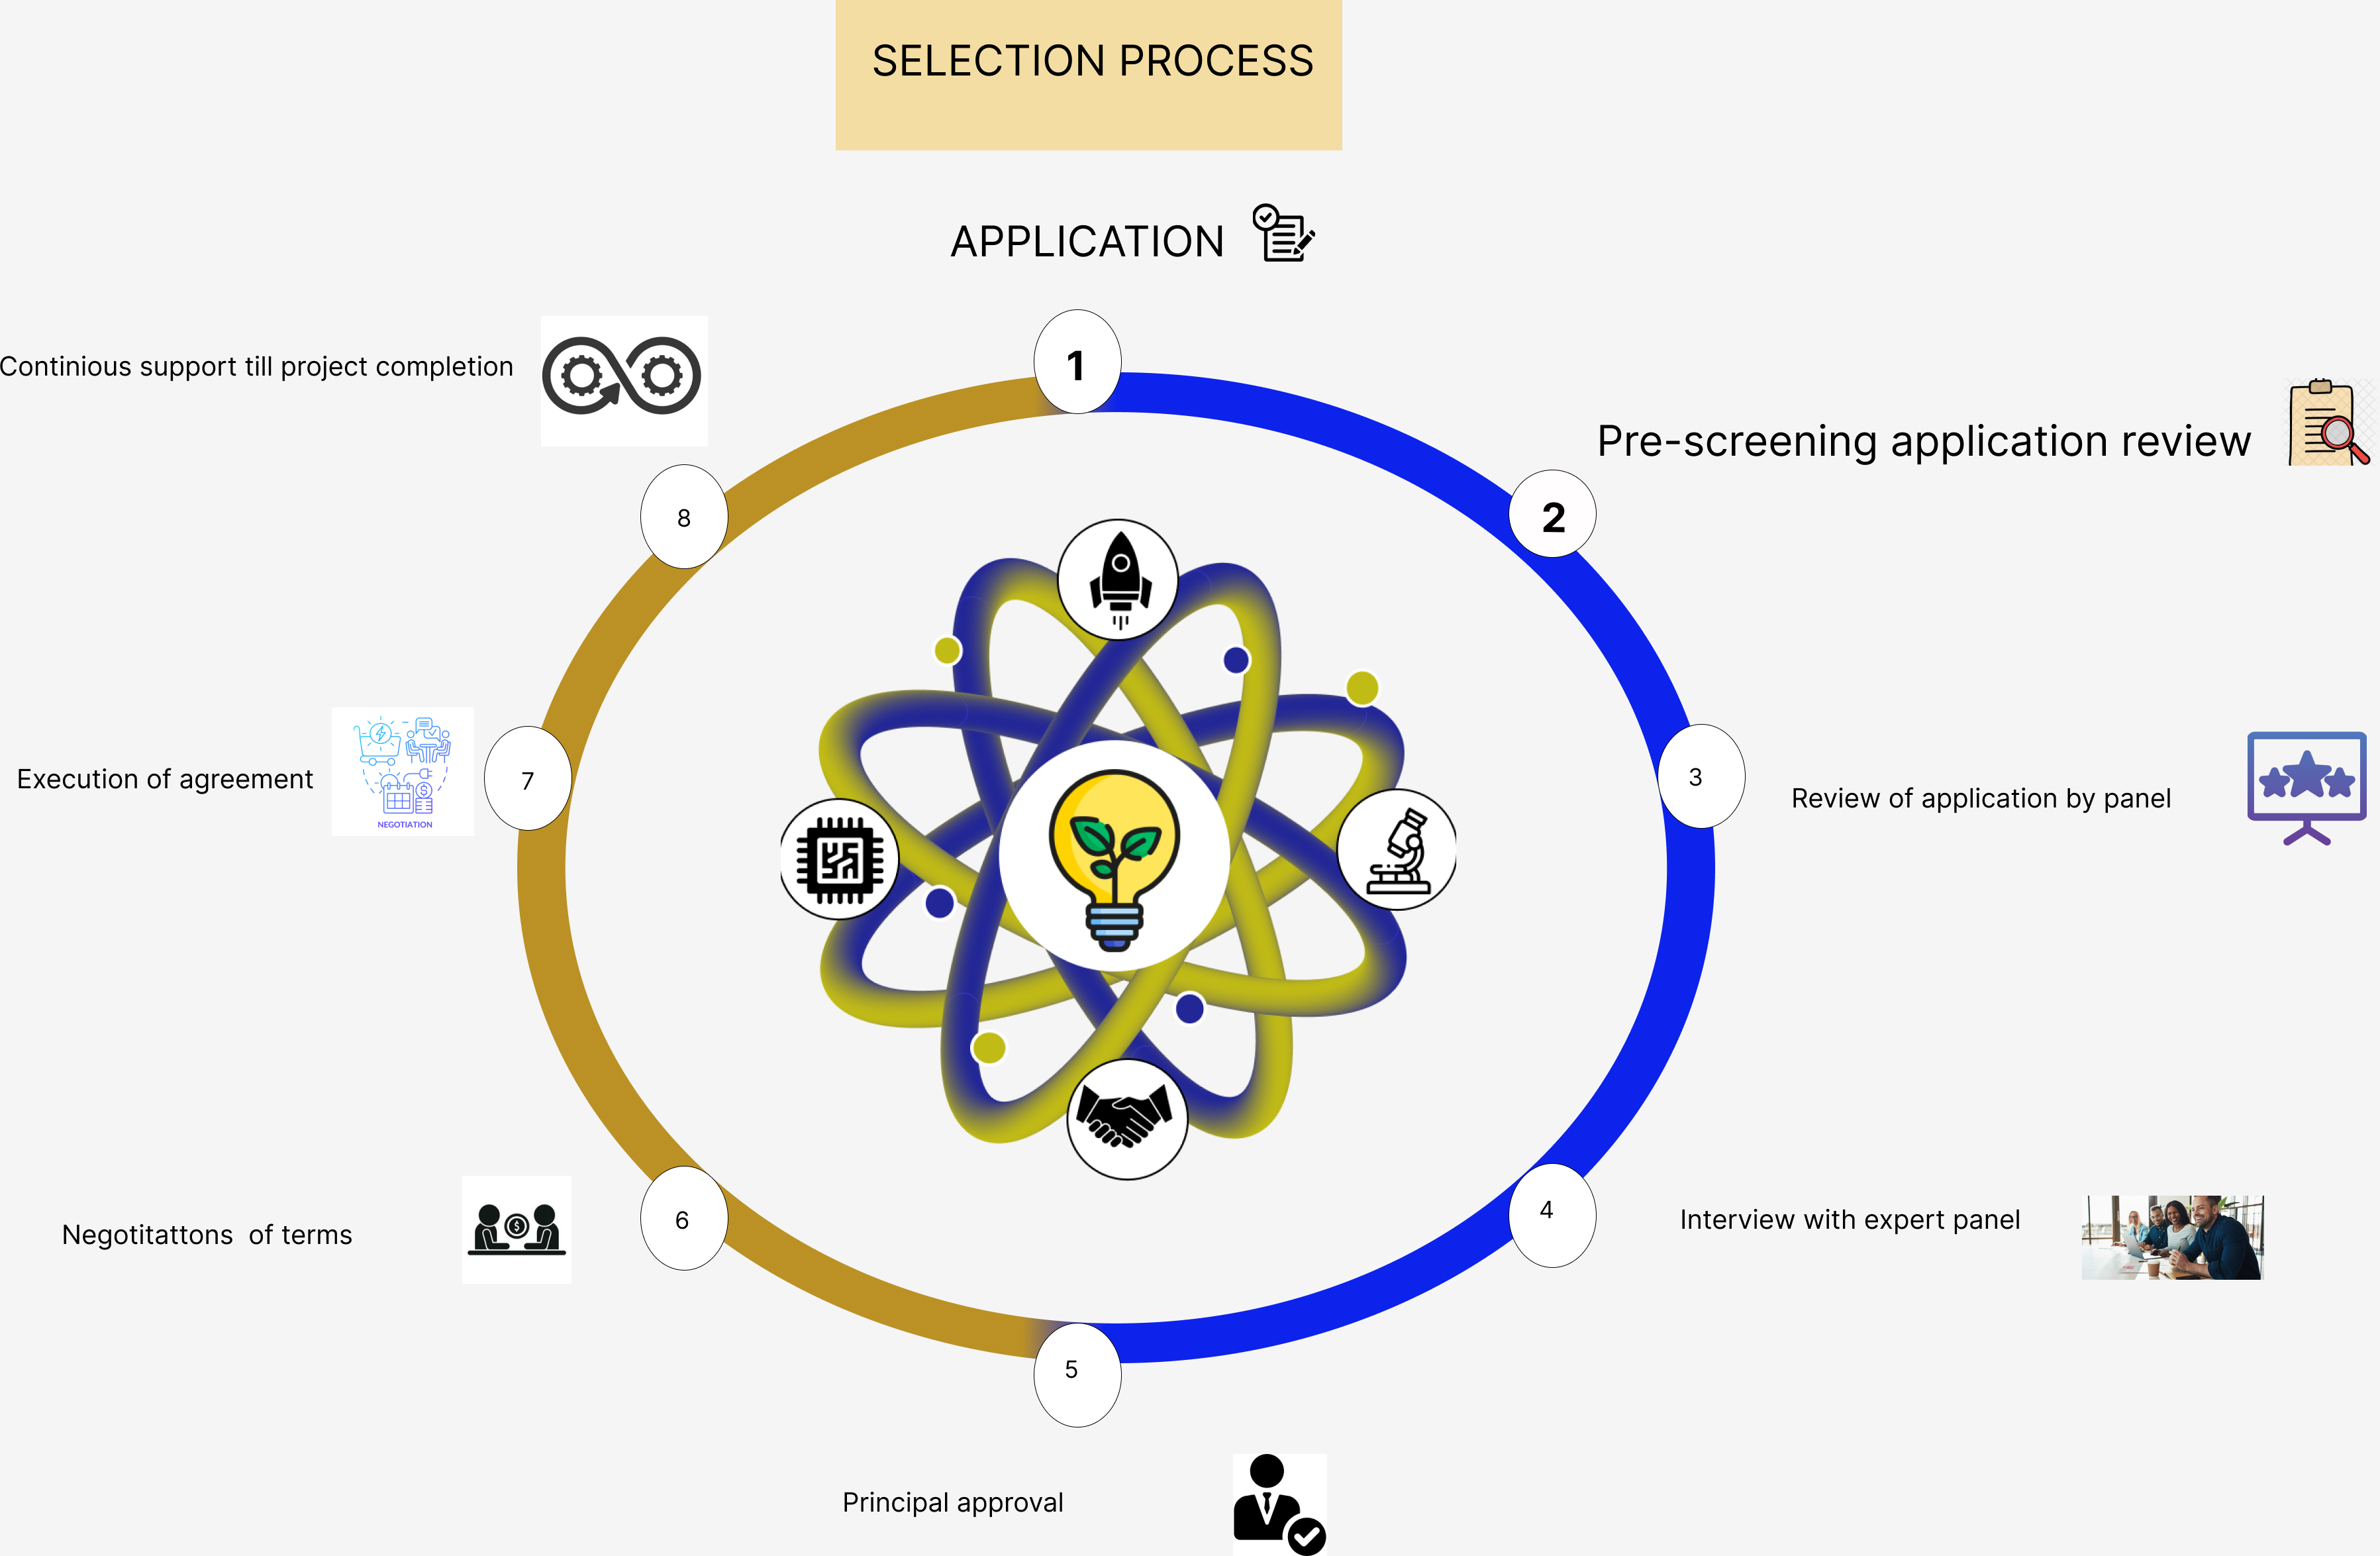 SELECTION PROCESS
APPLICATION
1
Continious support till project completion
8
Pre-screening application review
2
Execution of agreement
NEGOTIATION
7
3
Review of application by panel
Negotitattons  of terms
6
4
Interview with expert panel
5
Principal approval